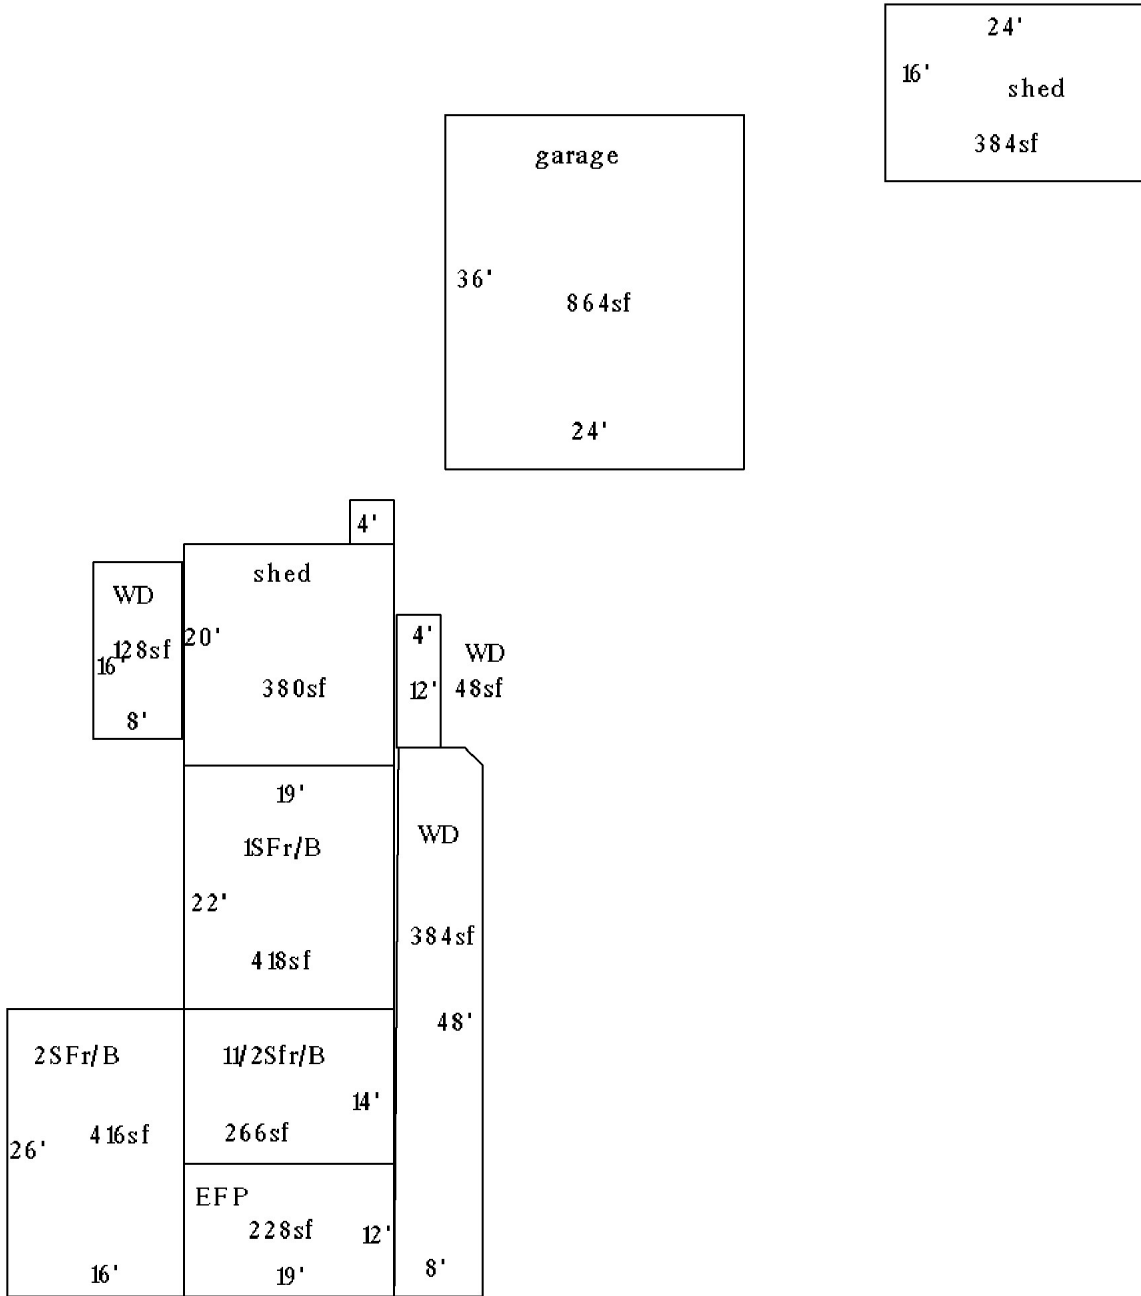 24'
16'
shed
384sf
garage
36'
864sf
24'
4'
shed
WD
20'
128sf
16'
8'
380sf
4'
WD
12'
48sf
19'
1SFr/B
22'
418sf
WD
384sf
48'
2SFr/B
11/2Sfr/B
14'
416sf
266sf
26'
EFP
228sf
12'
16'
19'
8'